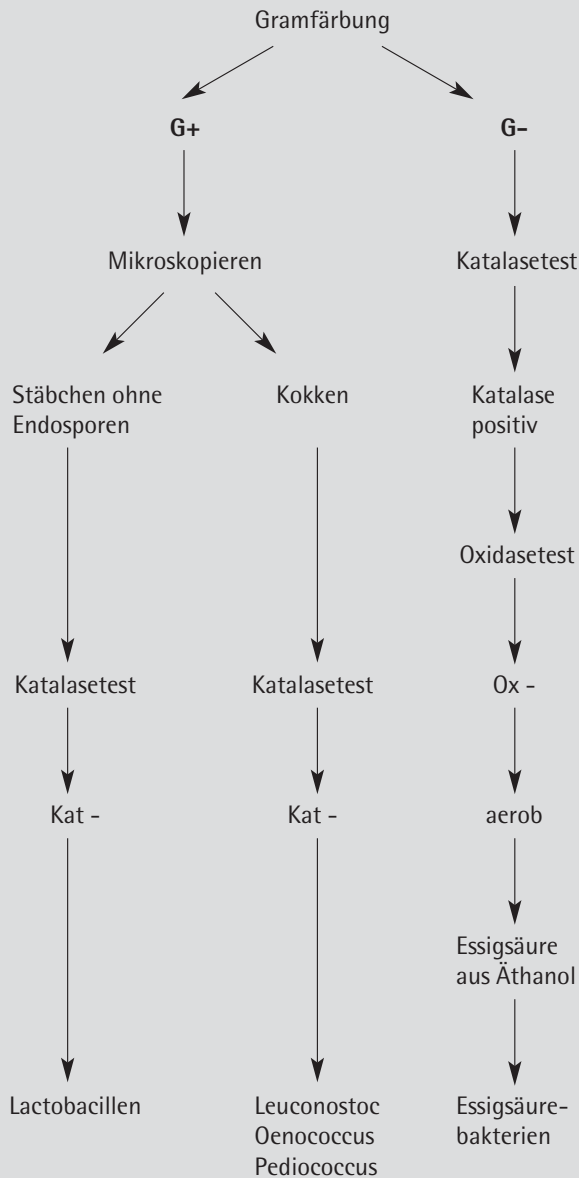 Gramfärbung
G+
G-
Mikroskopieren
Katalasetest
Stäbchen ohne
Endosporen
Kokken
Katalase
positiv
Oxidasetest
Katalasetest
Katalasetest
Ox -
Kat -
Kat -
aerob
Essigsäure
aus Äthanol
Lactobacillen
Leuconostoc
Oenococcus
Pediococcus
Essigsäure-
bakterien